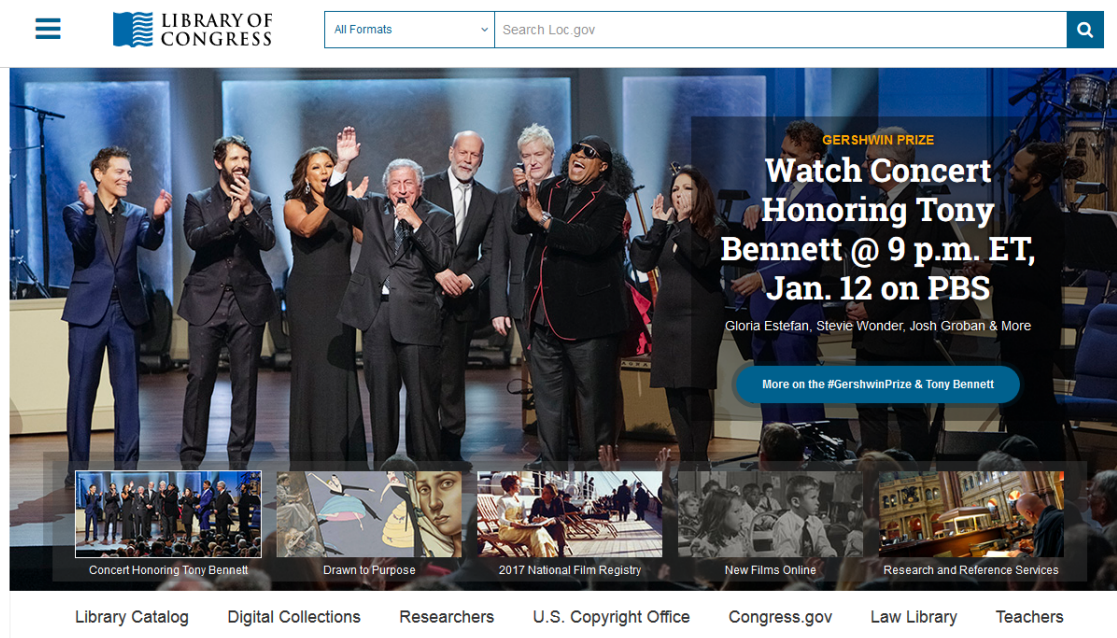 LIBRARY OF
CONGRESS
All Formats
Search Loc.gov
GERSHWIN PRIZE
Watch Concert
Honoring Tony
Bennett @ 9 p.m. ET,
Jan. 12 on PBS
Gloria Estefan, Stevie Wonder, Josh Groban & More
More on the #GershwinPrize & Tony Bennett
Concert Honoring Tony Bennett
Drawn to Purpose
2017 National Film Registry
New Films Online
Research and Reference Services
Library Catalog
Digital Collections
Researchers
U.S. Copyright Office
Congress.gov
Law Library
Teachers